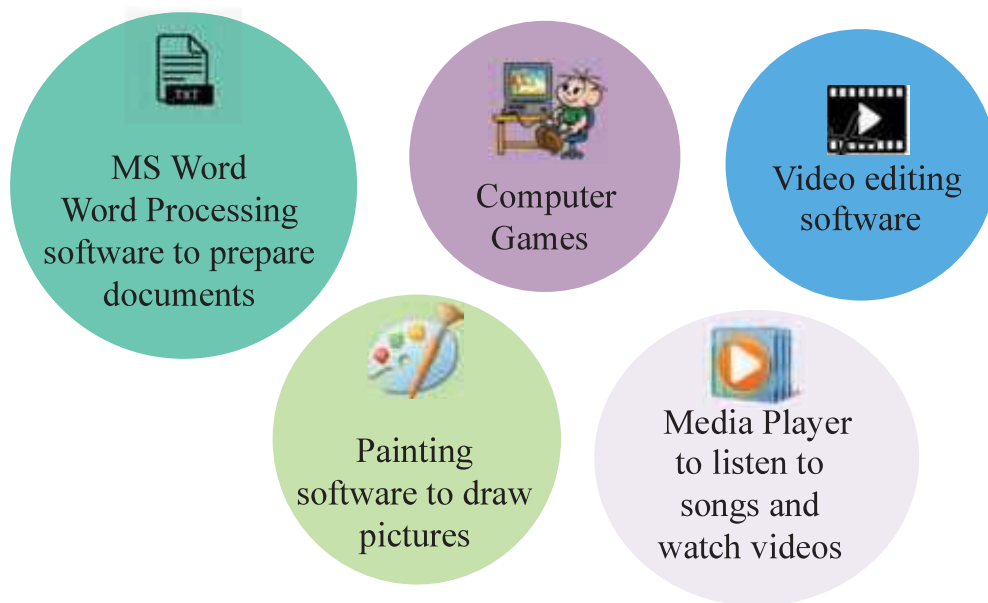 TXT
MS Word
Word Processing
software to prepare
documents
Computer
Games
Video editing
software
Painting
software to draw
pictures
Media Player
to listen to
songs and
watch videos